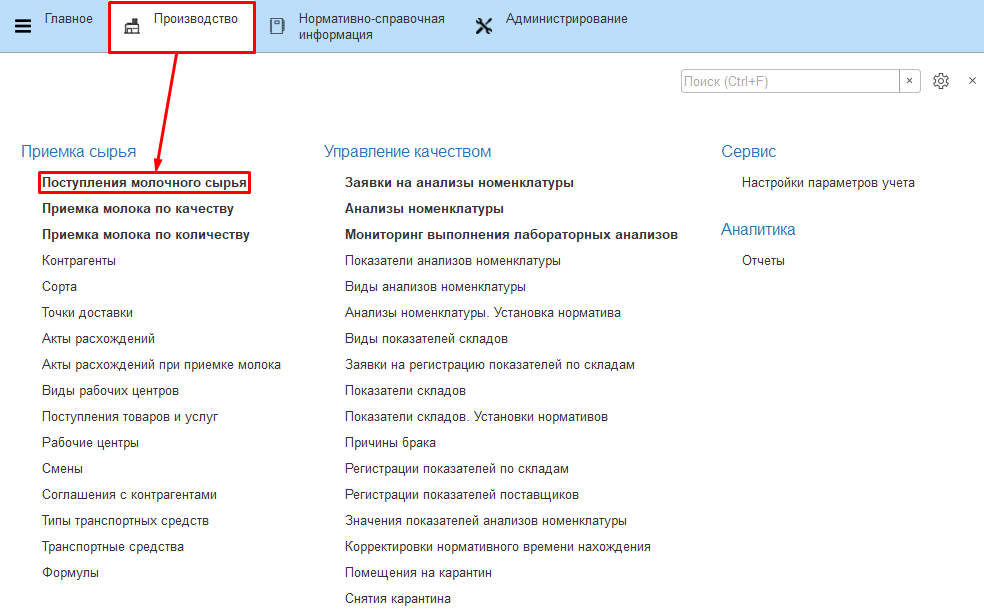 Главное
Производство
Нормативно-справочная
информация
Администрирование
Поиск (Ctrl+F)
Приемка сырья
Поступления молочного сырья
Приемка молока по качеству
Приемка молока по количеству
Контрагенты
Сорта
Точки доставки
Акты расхождений
Акты расхождений при приемке молока
Виды рабочих центров
Поступления товаров и услуг
Рабочие центры
Смены
Соглашения с контрагентами
Типы транспортных средств
Транспортные средства
Формулы
Управление качеством
Заявки на анализы номенклатуры
Анализы номенклатуры
Мониторинг выполнения лабораторных анализов
Показатели анализов номенклатуры
Виды анализов номенклатуры
Анализы номенклатуры. Установка норматива
Виды показателей складов
Заявки на регистрацию показателей по складам
Показатели складов
Показатели складов. Установки нормативов
Причины брака
Регистрации показателей по складам
Регистрации показателей поставщиков
Значения показателей анализов номенклатуры
Корректировки нормативного времени нахождения
Помещения на карантин
Снятия карантина
Сервис
Настройки параметров учета
Аналитика
Отчеты